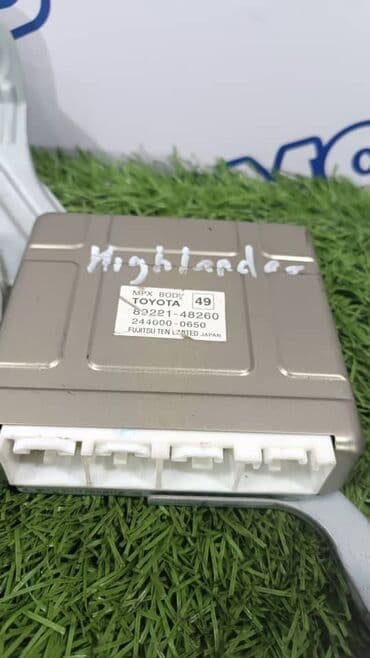 Highlander
MPX BODY
TOYOTA 49
89221-48260
244000-0650
FUJITSU TEN LIMITED JAPAN